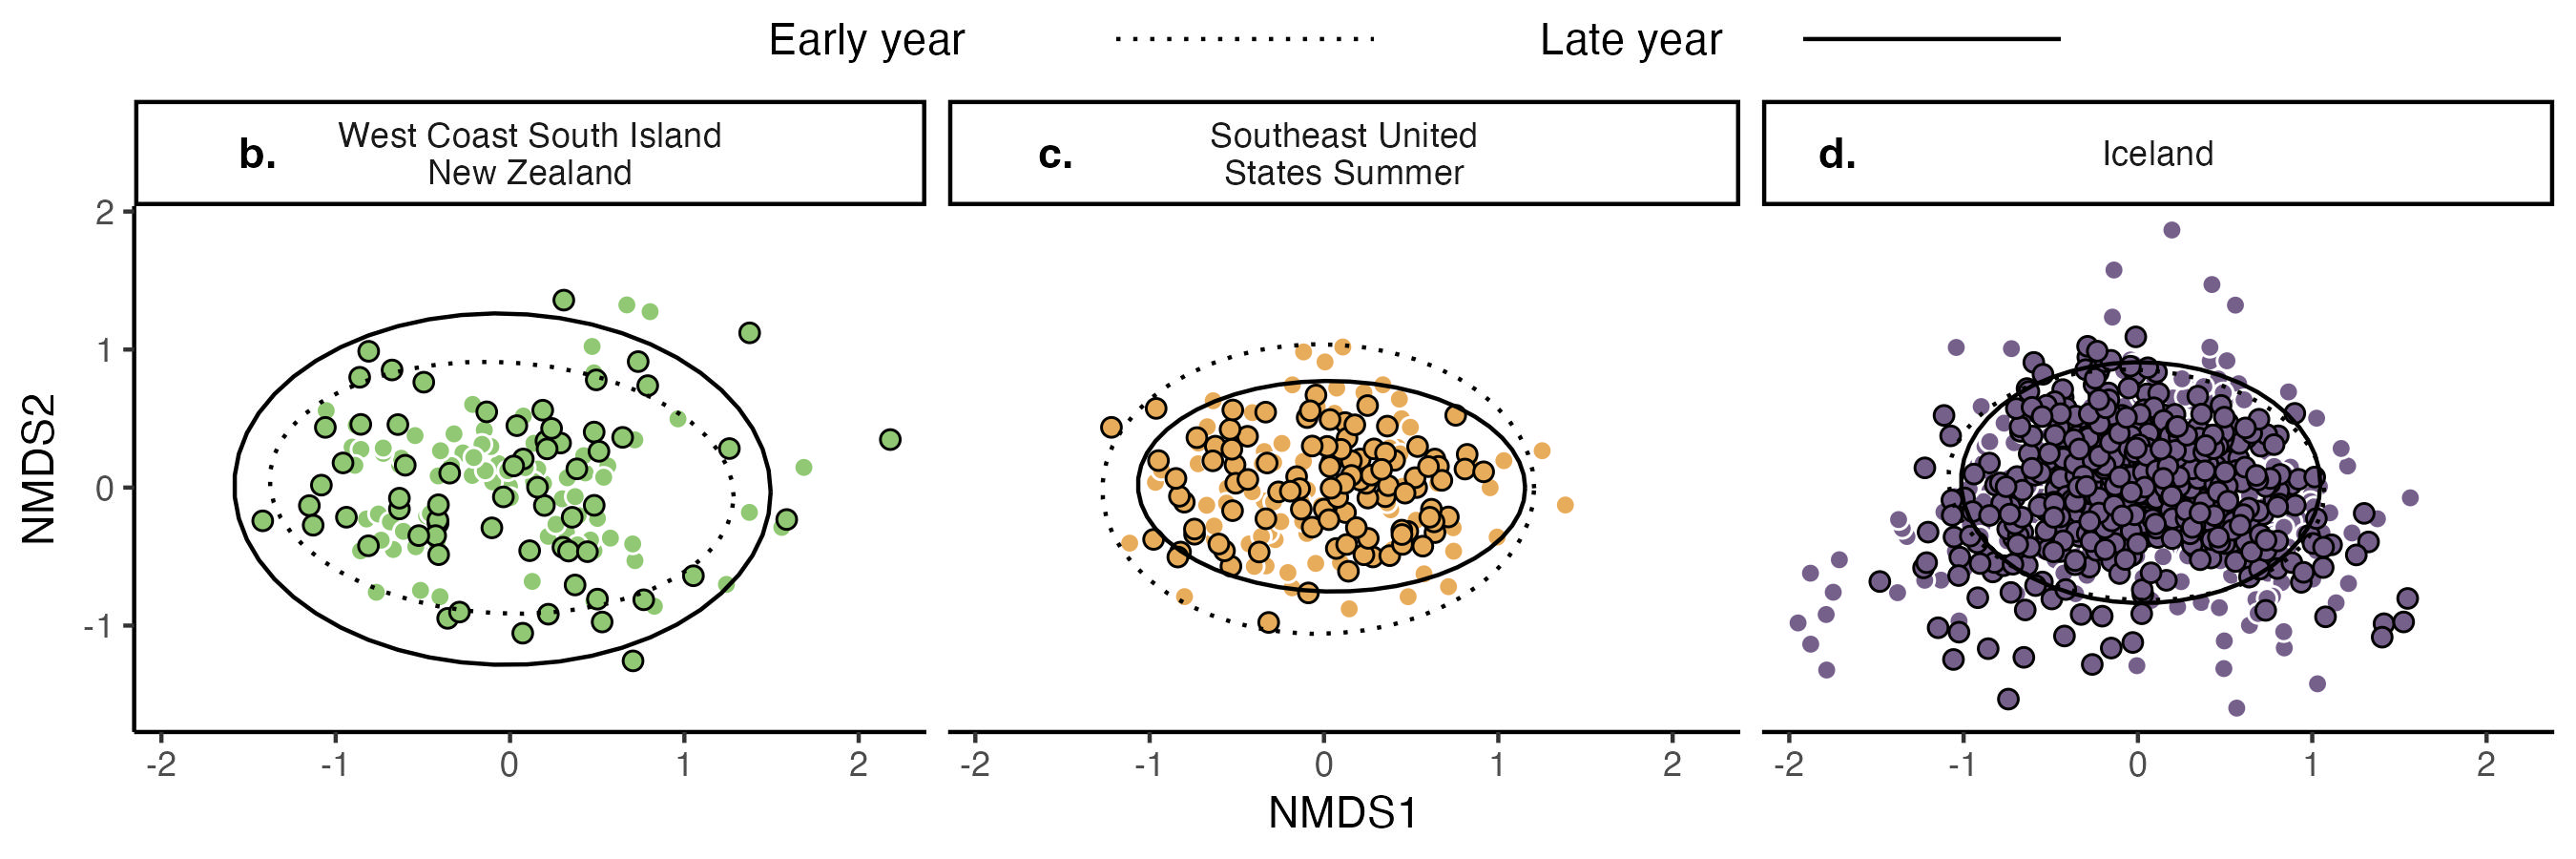 Early year Late year
b. West Coast South Island
New Zealand
c. Southeast United
States Summer
d. Iceland
NMDS2
2
1
0
-1
-2 -1 0 1 2
-2 -1 0 1 2
-2 -1 0 1 2
NMDS1